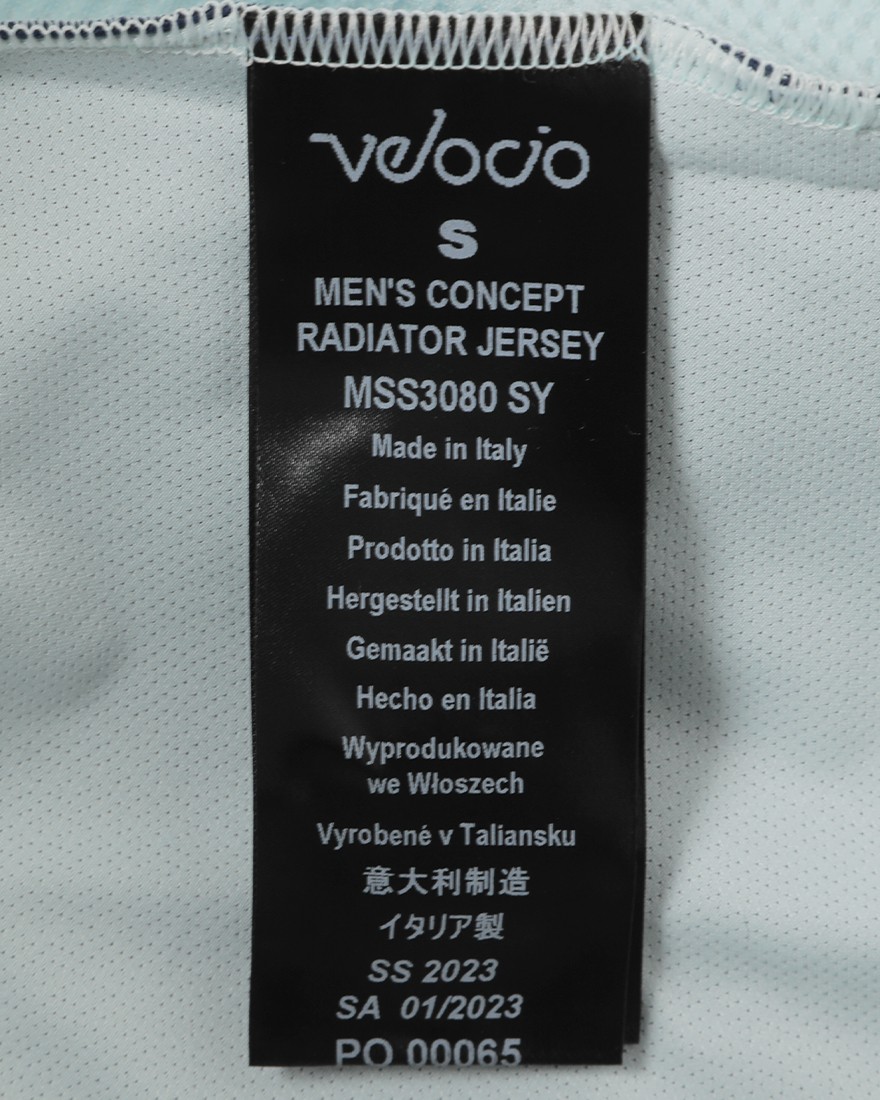 velocio
S
MEN'S CONCEPT
RADIATOR JERSEY
MSS3080 SY
Made in Italy
Fabriqué en Italie
Prodotto in Italia
Hergestellt in Italien
Gemaakt in Italië
Hecho en Italia
Wyprodukowane
we Włoszech
Vyrobené v Taliansku
意大利制造
イタリア製
SS 2023
SA 01/2023
PO 00065